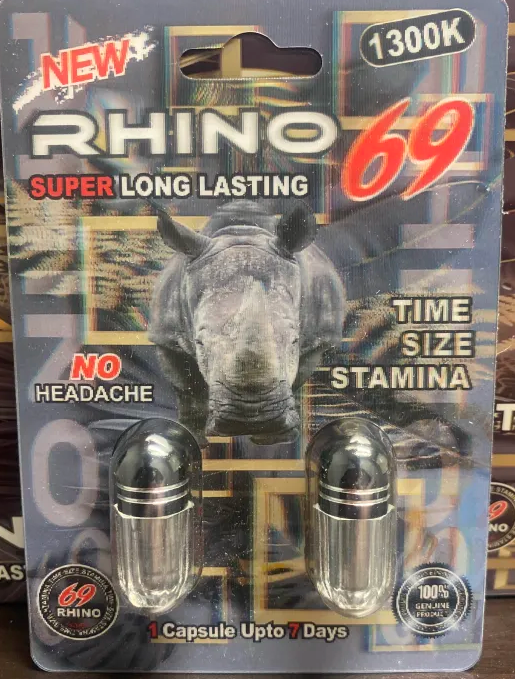 NEW
1300K
RHINO 69
SUPER LONG LASTING
TIME
SIZE
STAMINA
NO
HEADACHE
69
RHINO
100%
GENUINE
PRODUCT
1 Capsule Upto 7 Days